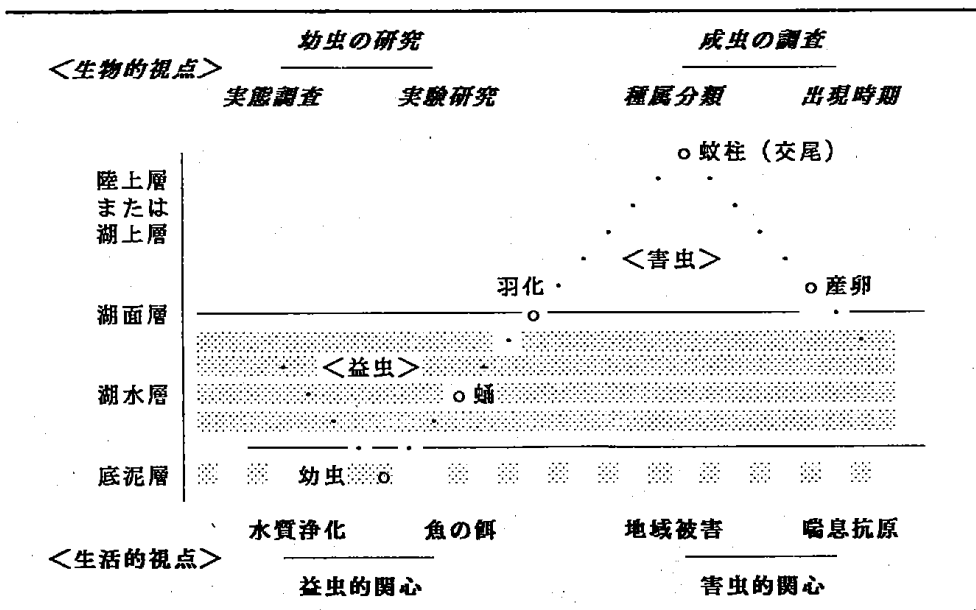 幼虫の研究 成虫の調査
＜生物的視点＞
実態調査 実験研究 種属分類 出現時期
蚊柱（交尾）
陸上層
または
湖上層
＜害虫＞
羽化 産卵
湖面層
＜益虫＞
湖水層 蛹
底泥層 幼虫
水質浄化 魚の餌 地域被害 喘息抗原
＜生活的視点＞
益虫的関心 害虫的関心